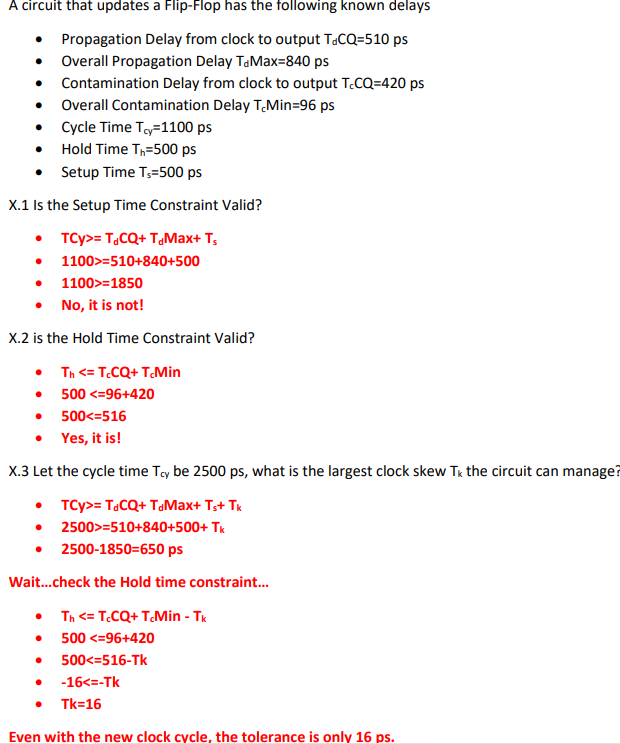 A circuit that updates a Flip-Flop has the following known delays
• Propagation Delay from clock to output TdCQ=510 ps
• Overall Propagation Delay TdMax=840 ps
• Contamination Delay from clock to output TcCQ=420 ps
• Overall Contamination Delay TcMin=96 ps
• Cycle Time Tcy=1100 ps
• Hold Time Th=500 ps
• Setup Time Ts=500 ps
X.1 Is the Setup Time Constraint Valid?
• TCy>= TdCQ+ TdMax+ Ts
• 1100>=510+840+500
• 1100>=1850
• No, it is not!
X.2 is the Hold Time Constraint Valid?
• Th <= TcCQ+ TcMin
• 500 <=96+420
• 500<=516
• Yes, it is!
X.3 Let the cycle time Tcy be 2500 ps, what is the largest clock skew Tk the circuit can manage?
• TCy>= TdCQ+ TdMax+ Ts+ Tk
• 2500>=510+840+500+ Tk
• 2500-1850=650 ps
Wait...check the Hold time constraint...
• Th <= TcCQ+ TcMin - Tk
• 500 <=96+420
• 500<=516-Tk
• -16<=-Tk
• Tk=16
Even with the new clock cycle, the tolerance is only 16 ps.